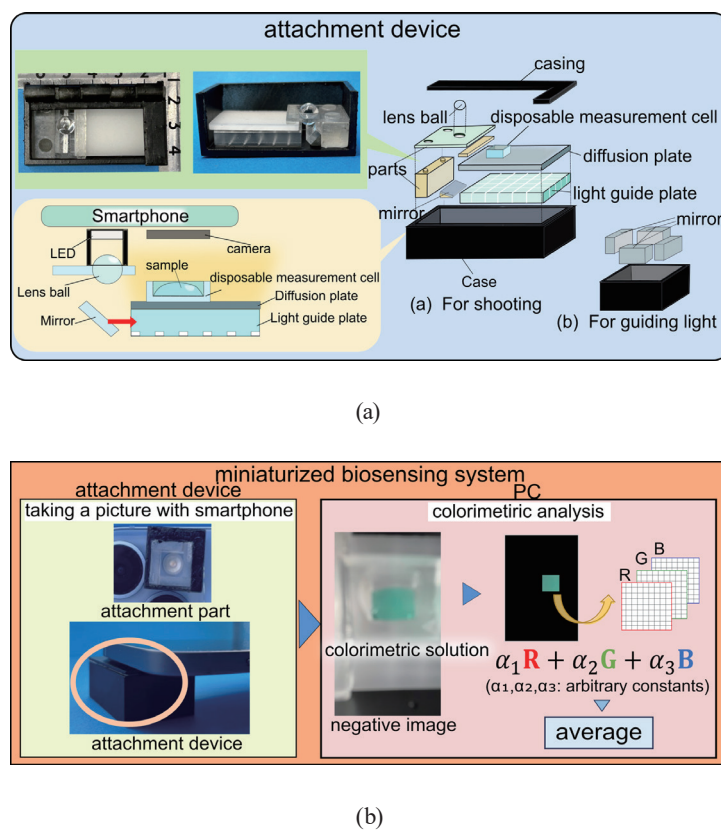 attachment device
casing
lens ball
disposable measurement cell
diffusion plate
parts
light guide plate
mirror
mirror
Case
(a) For shooting
(b) For guiding light
Smartphone
LED
camera
sample
disposable measurement cell
Lens ball
Diffusion plate
Mirror
Light guide plate
(a)
miniaturized biosensing system
attachment device
taking a picture with smartphone
attachment part
attachment device
PC
colorimetiric analysis
colorimetric solution
negative image
R
G
B
α₁R + α₂G + α₃B
(α₁,α₂,α₃: arbitrary constants)
average
(b)